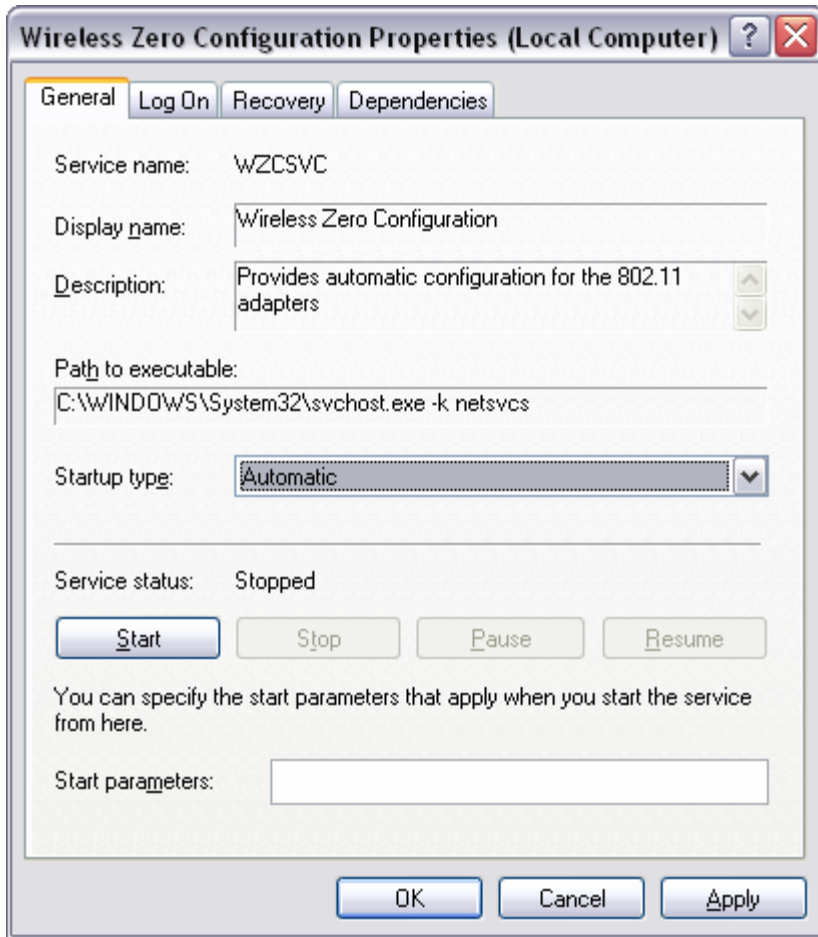 Wireless Zero Configuration Properties (Local Computer) ?
General Log On Recovery Dependencies
Service name: WZCSVC
Display name: Wireless Zero Configuration
Description: Provides automatic configuration for the 802.11
adapters
Path to executable:
C:\WINDOWS\System32\svchost.exe -k netsvcs
Startup type: Automatic
Service status: Stopped
Start Stop Pause Resume
You can specify the start parameters that apply when you start the service
from here.
Start parameters:
OK Cancel Apply